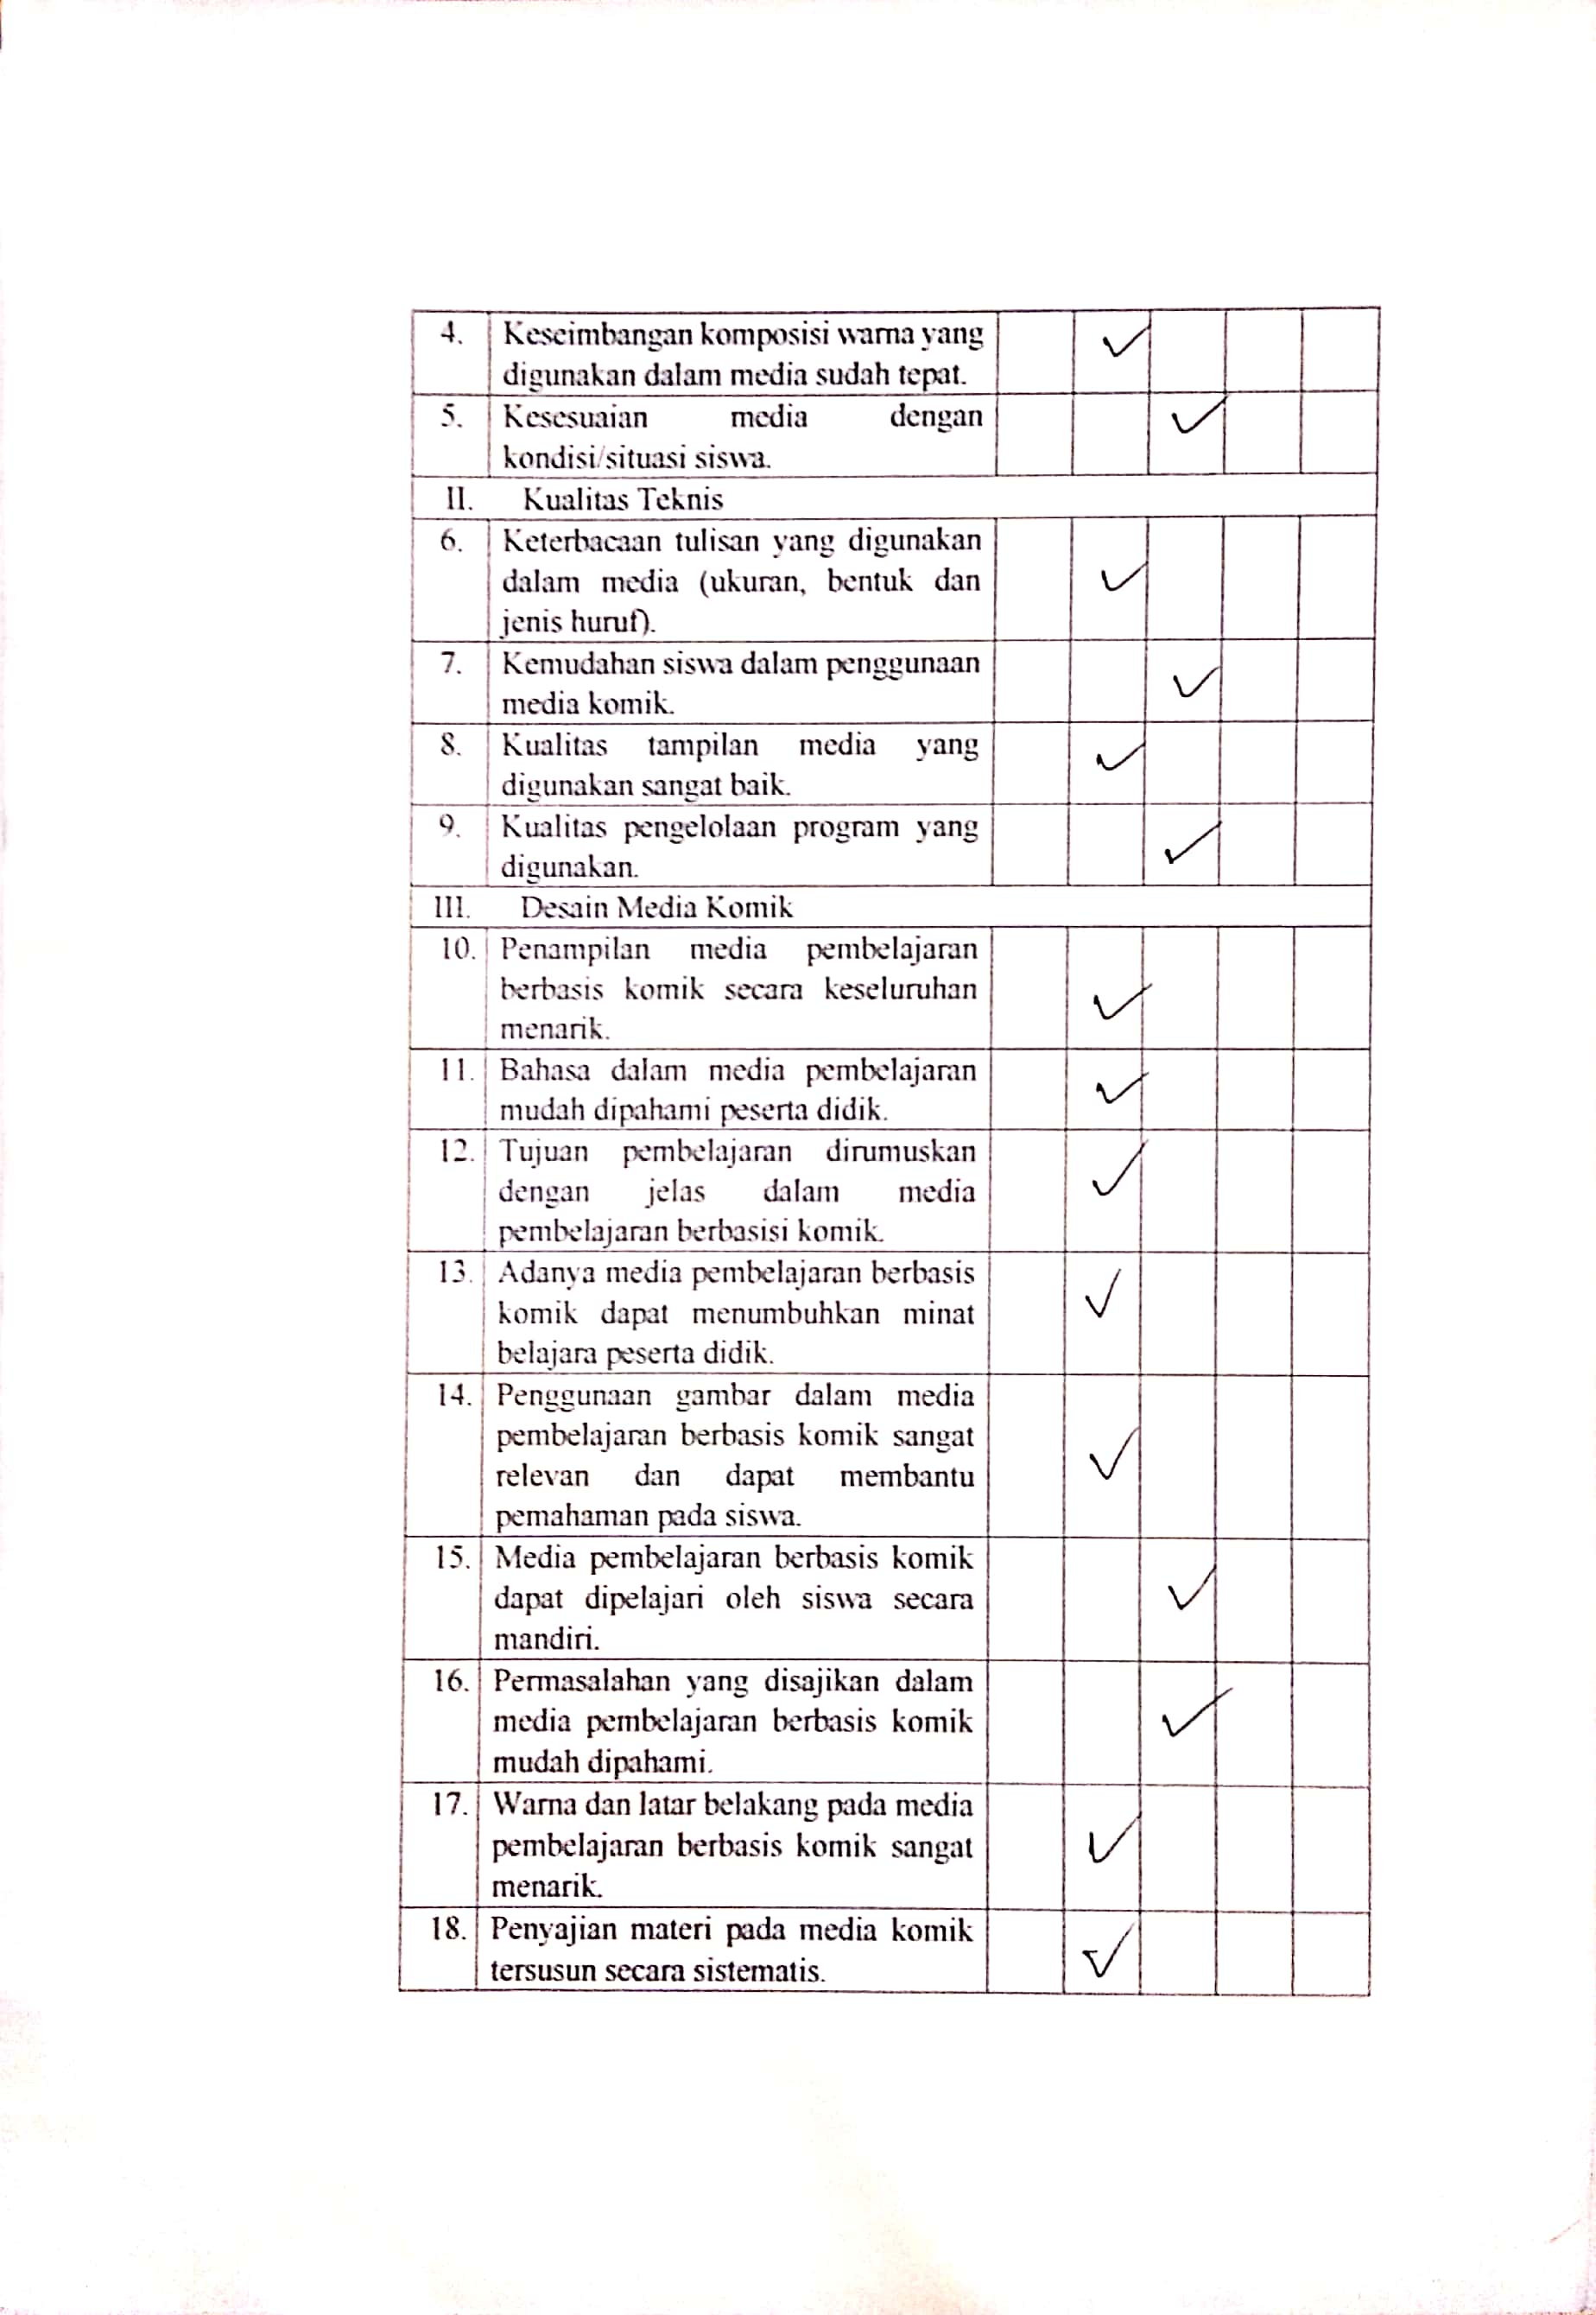 4. Keseimbangan komposisi warna yang ✓
digunakan dalam media sudah tepat.
5. Kesesuaian media dengan ✓
kondisi/situasi siswa.
II. Kualitas Teknis
6. Keterbacaan tulisan yang digunakan
dalam media (ukuran, bentuk dan ✓
jenis huruf).
7. Kemudahan siswa dalam penggunaan ✓
media komik.
8. Kualitas tampilan media yang ✓
digunakan sangat baik.
9. Kualitas pengelolaan program yang ✓
digunakan.
III. Desain Media Komik
10. Penampilan media pembelajaran
berbasis komik secara keseluruhan ✓
menarik.
11. Bahasa dalam media pembelajaran ✓
mudah dipahami peserta didik.
12. Tujuan pembelajaran dirumuskan
dengan jelas dalam media ✓
pembelajaran berbasisi komik.
13. Adanya media pembelajaran berbasis ✓
komik dapat menumbuhkan minat
belajara peserta didik.
14. Penggunaan gambar dalam media
pembelajaran berbasis komik sangat ✓
relevan dan dapat membantu
pemahaman pada siswa.
15. Media pembelajaran berbasis komik
dapat dipelajari oleh siswa secara ✓
mandiri.
16. Permasalahan yang disajikan dalam
media pembelajaran berbasis komik ✓
mudah dipahami.
17. Warna dan latar belakang pada media
pembelajaran berbasis komik sangat ✓
menarik.
18. Penyajian materi pada media komik ✓
tersusun secara sistematis.